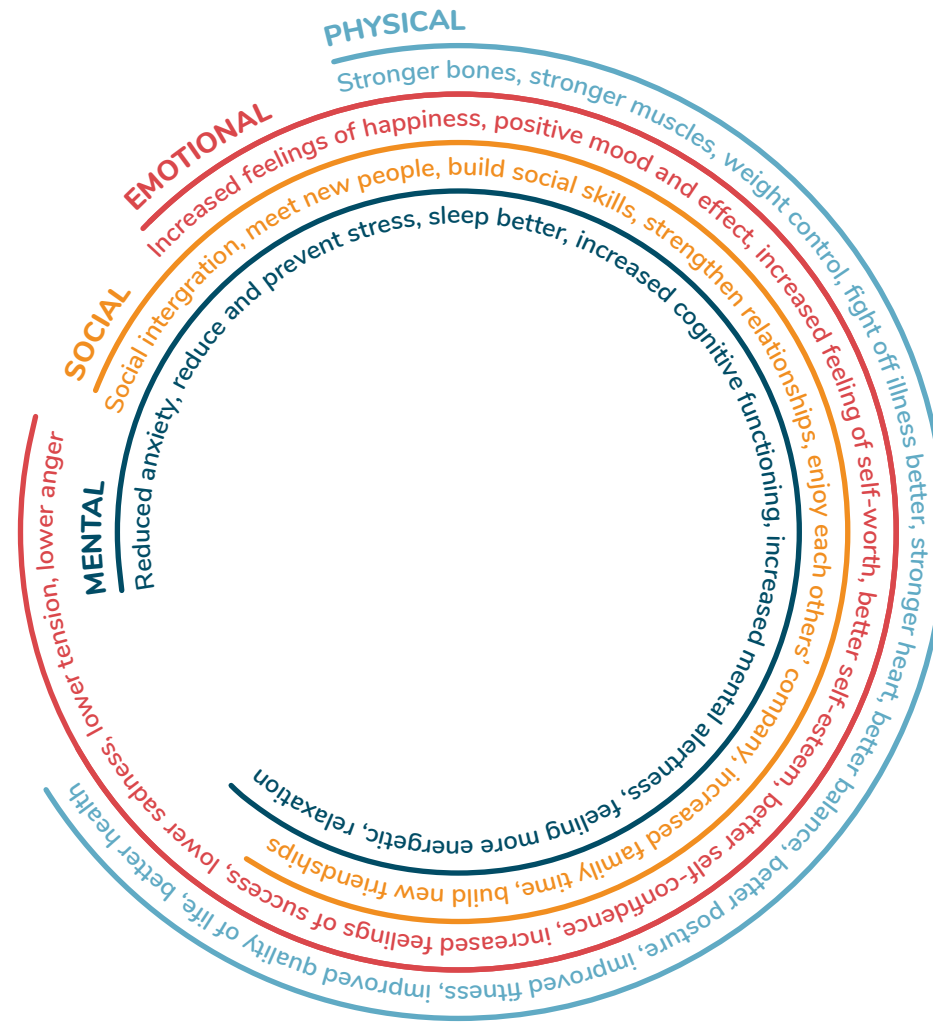 PHYSICAL
Stronger bones, stronger muscles, weight control, fight off illness better, stronger heart, better balance, better posture, improved fitness, improved quality of life, better health
EMOTIONAL
Increased feelings of happiness, positive mood and effect, increased feeling of self-worth, better self-esteem, better self-confidence, increased feelings of success, lower sadness, lower tension, lower anger
SOCIAL
Social intergration, meet new people, build social skills, strengthen relationships, enjoy each others’ company, increased family time, build new friendships
MENTAL
Reduced anxiety, reduce and prevent stress, sleep better, increased cognitive functioning, increased mental alertness, feeling more energetic, relaxation